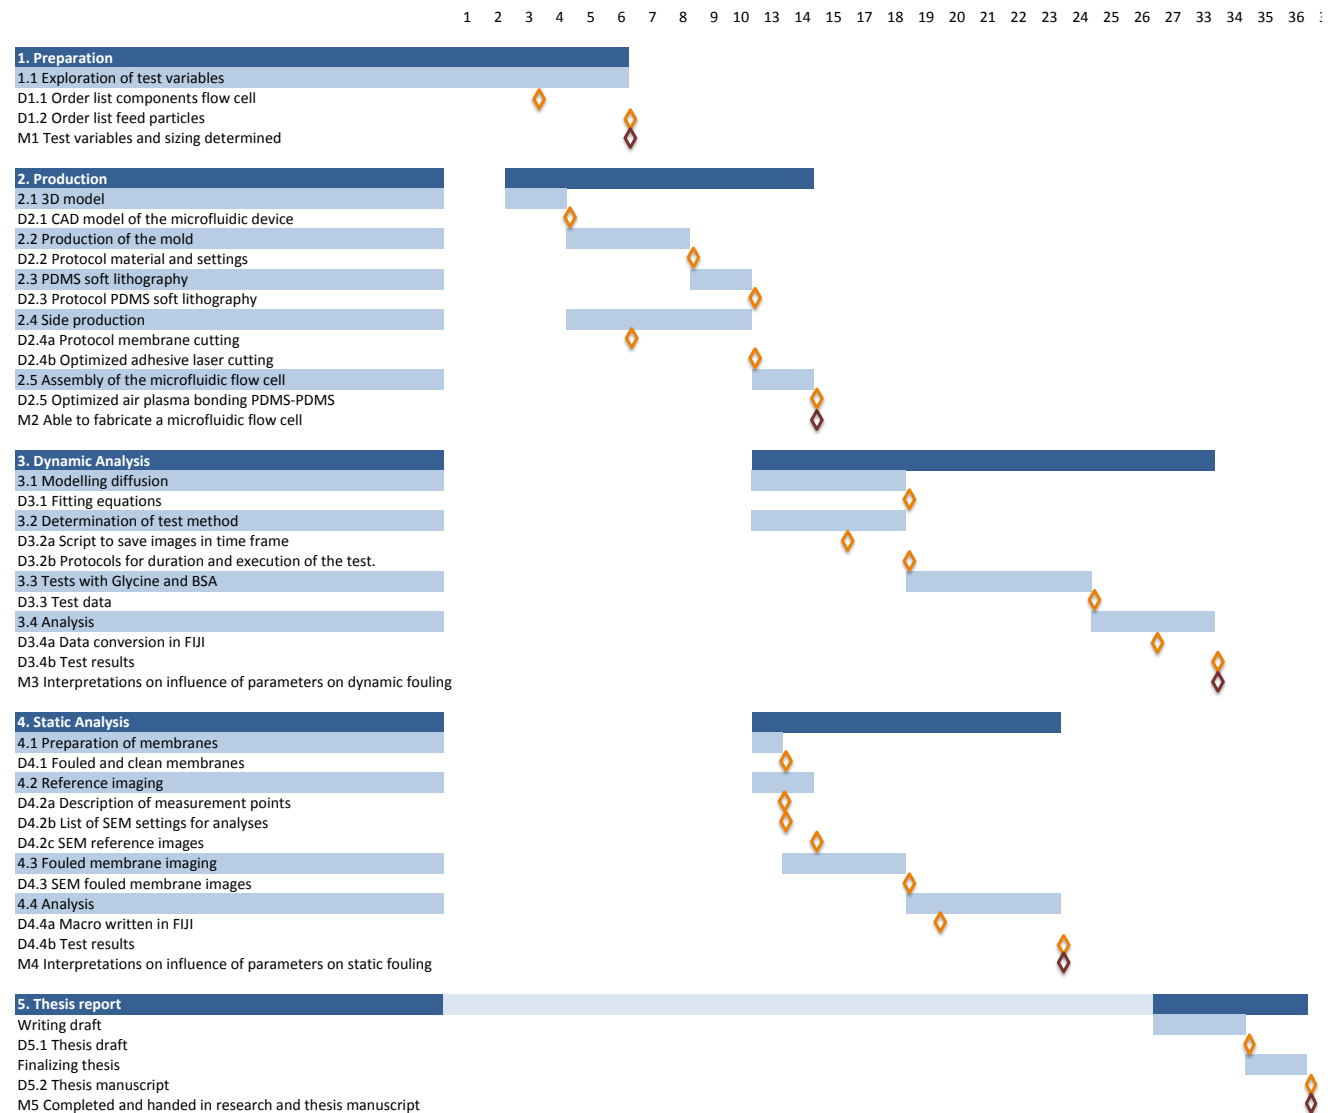 1 2 3 4 5 6 7 8 10 13 14 18 19 20 21 22 23 24 25 26 27 33 34 35 36
1. Preparation
1.1 Exploration of test variables
D1.1 Order list components flow cell
D1.2 Order list feed particles
M1 Test variables and sizing determined
2. Production
2.1 3D model
D2.1 CAD model of the microfluidic device
2.2 Production of the mold
D2.2 Protocol material and settings
2.3 PDMS soft lithography
D2.3 Protocol PDMS soft lithography
2.4 Side production
D2.4a Protocol membrane cutting
D2.4b Optimized adhesive laser cutting
2.5 Assembly of the microfluidic flow cell
D2.5 Optimized air plasma bonding PDMS-PDMS
M2 Able to fabricate a microfluidic flow cell
3. Dynamic Analysis
3.1 Modelling diffusion
D3.1 Fitting equations
3.2 Determination of test method
D3.2a Script to save images in time frame
D3.2b Protocols for duration and execution of the test.
3.3 Tests with Glycine and BSA
D3.3 Test data
3.4 Analysis
D3.4a Data conversion in FIJI
D3.4b Test results
M3 Interpretations on influence of parameters on dynamic fouling
4. Static Analysis
4.1 Preparation of membranes
D4.1 Fouled and clean membranes
4.2 Reference imaging
D4.2a Description of measurement points
D4.2b List of SEM settings for analyses
D4.2c SEM reference images
4.3 Fouled membrane imaging
D4.3 SEM fouled membrane images
4.4 Analysis
D4.4a Macro written in FIJI
D4.4b Test results
M4 Interpretations on influence of parameters on static fouling
5. Thesis report
Writing draft
D5.1 Thesis draft
Finalizing thesis
D5.2 Thesis manuscript
M5 Completed and handed in research and thesis manuscript